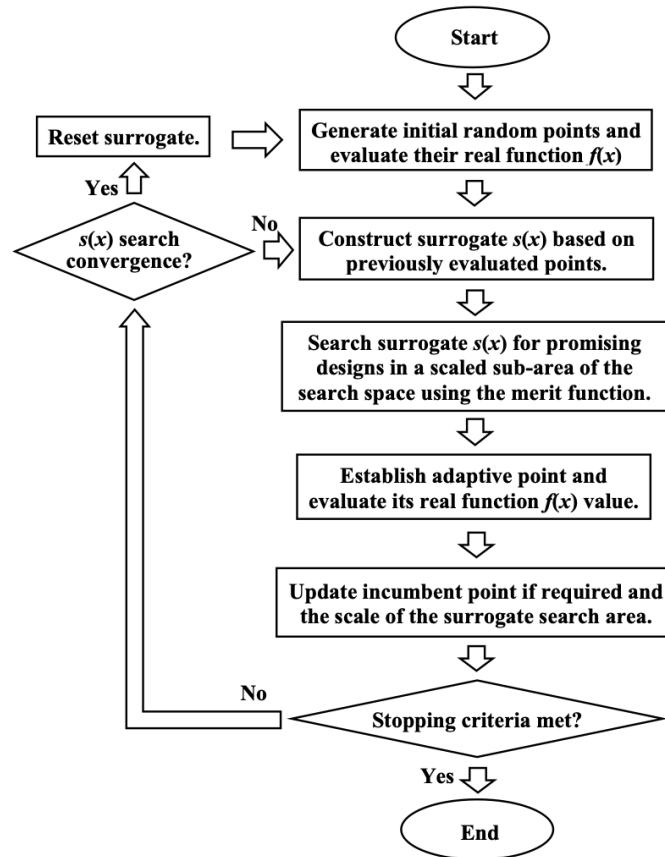 Start
Generate initial random points and
evaluate their real function f(x)
Reset surrogate.
Yes
s(x) search
convergence?
No
Construct surrogate s(x) based on
previously evaluated points.
Search surrogate s(x) for promising
designs in a scaled sub-area of the
search space using the merit function.
Establish adaptive point and
evaluate its real function f(x) value.
Update incumbent point if required and
the scale of the surrogate search area.
No
Stopping criteria met?
Yes
End